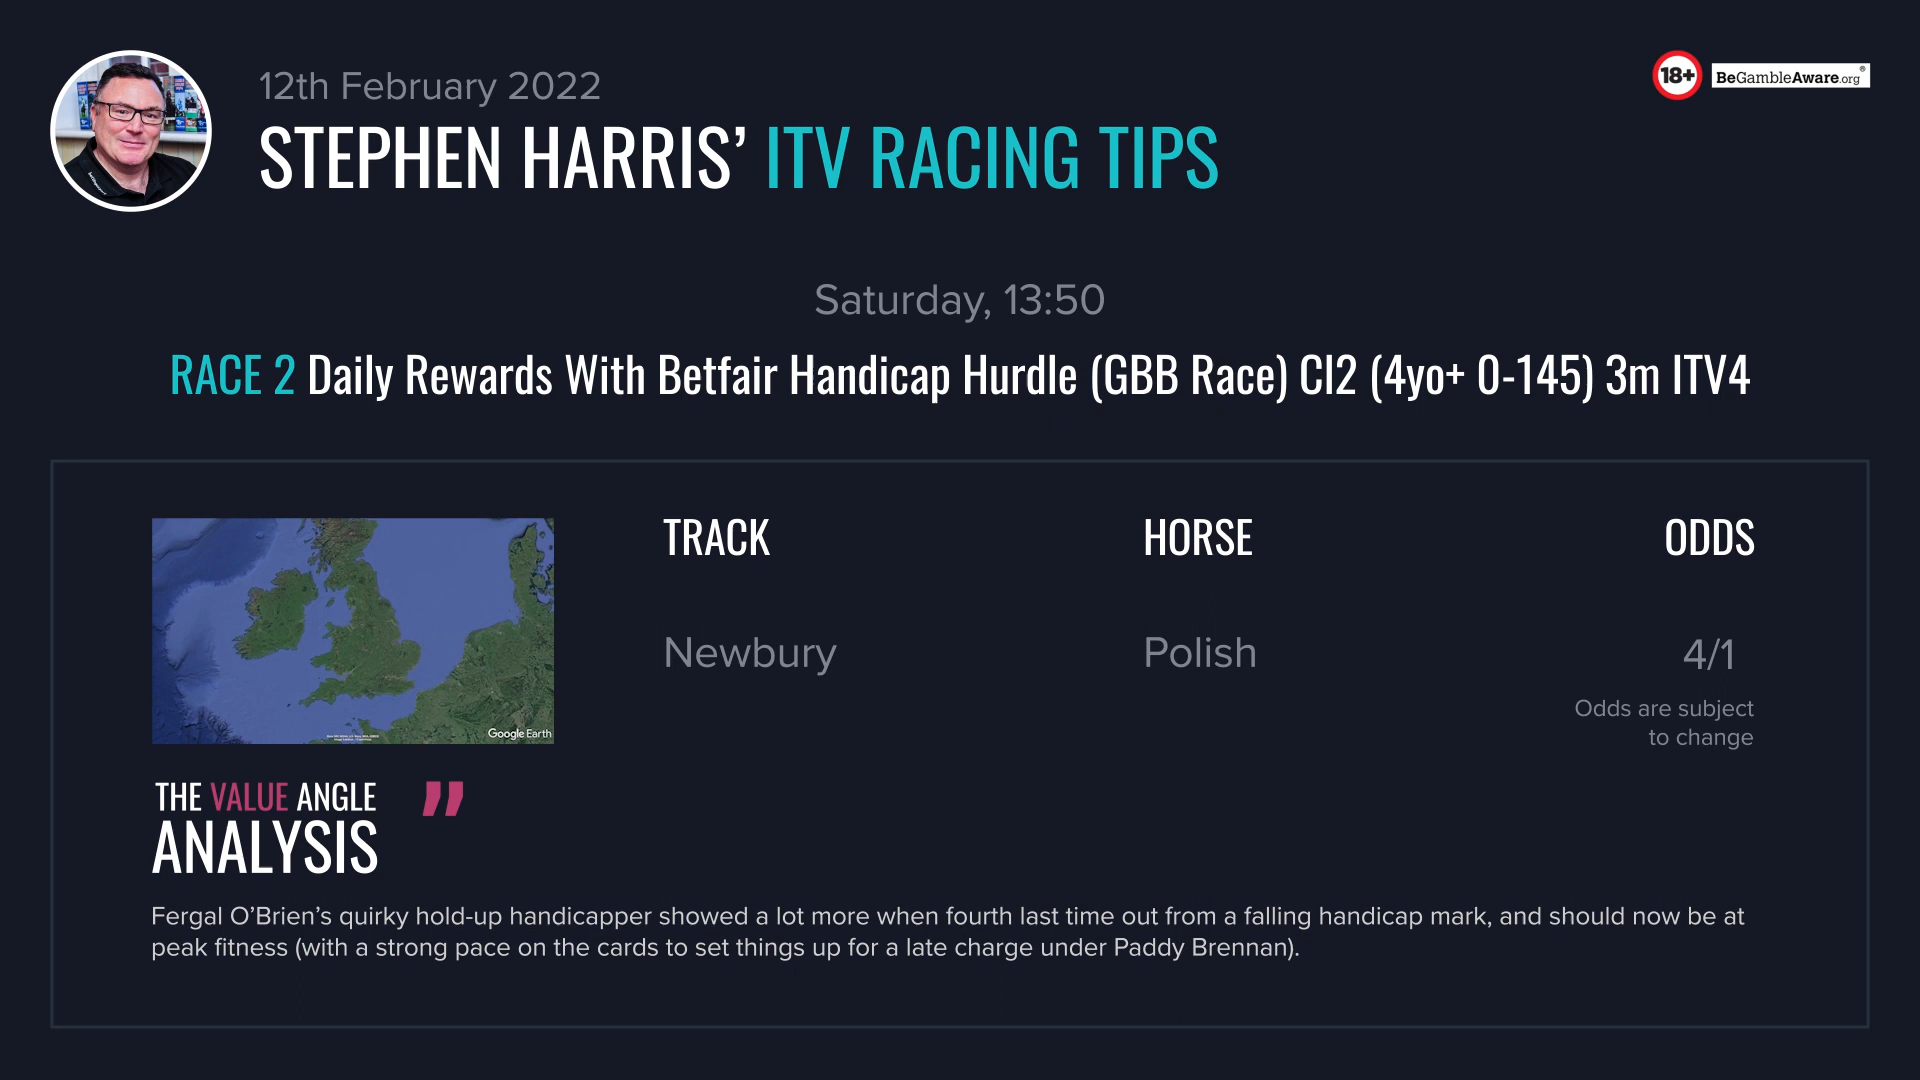 12th February 2022
STEPHEN HARRIS’ ITV RACING TIPS
18+
BeGambleAware.org®
Saturday, 13:50
RACE 2 Daily Rewards With Betfair Handicap Hurdle (GBB Race) Cl2 (4yo+ 0-145) 3m ITV4
TRACK
HORSE
ODDS
Newbury
Polish
4/1
Odds are subject
to change
Google Earth
THE VALUE ANGLE
ANALYSIS
”
Fergal O’Brien’s quirky hold-up handicapper showed a lot more when fourth last time out from a falling handicap mark, and should now be at
peak fitness (with a strong pace on the cards to set things up for a late charge under Paddy Brennan).